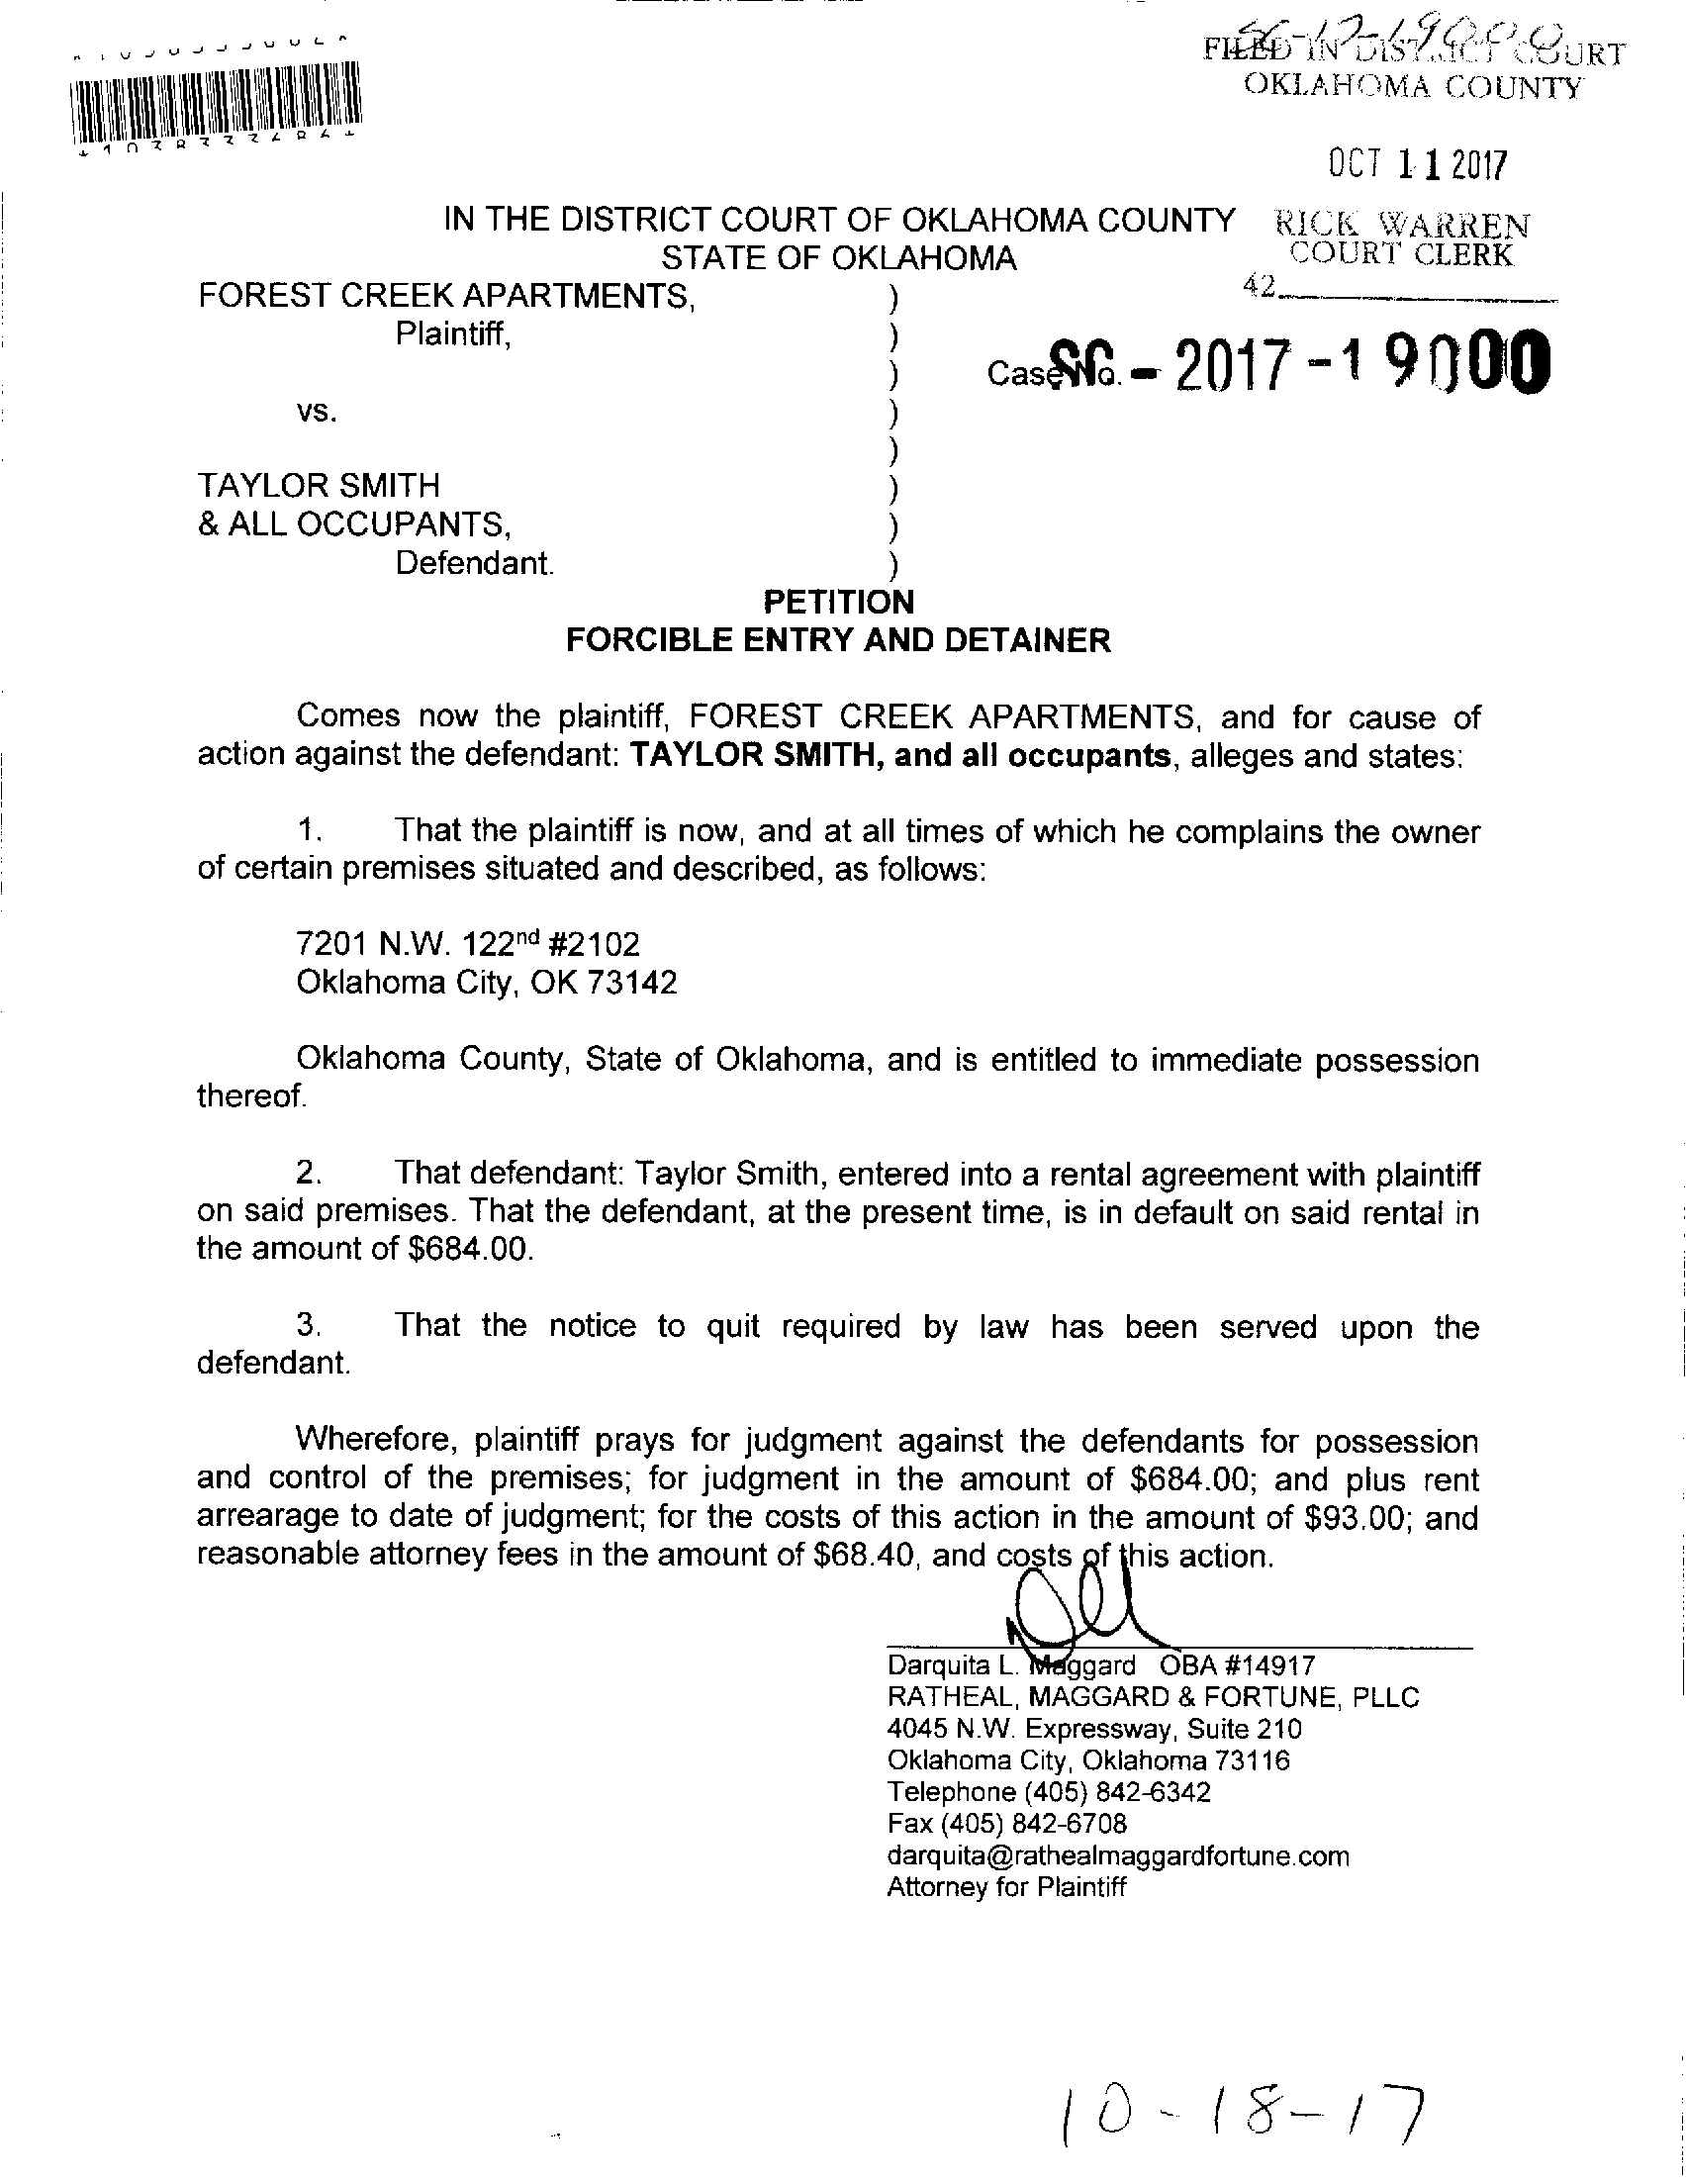 SC-17-19000
FILED IN DISTRICT COURT
OKLAHOMA COUNTY
OCT 11 2017
IN THE DISTRICT COURT OF OKLAHOMA COUNTY
STATE OF OKLAHOMA
RICK WARREN
COURT CLERK
42
FOREST CREEK APARTMENTS, )
Plaintiff, )
)
Case No. SC - 2017 - 19000
vs. )
)
TAYLOR SMITH )
& ALL OCCUPANTS, )
Defendant. )
PETITION
FORCIBLE ENTRY AND DETAINER
Comes now the plaintiff, FOREST CREEK APARTMENTS, and for cause of
action against the defendant: TAYLOR SMITH, and all occupants, alleges and states:
1. That the plaintiff is now, and at all times of which he complains the owner
of certain premises situated and described, as follows:
7201 N.W. 122nd #2102
Oklahoma City, OK 73142
Oklahoma County, State of Oklahoma, and is entitled to immediate possession
thereof.
2. That defendant: Taylor Smith, entered into a rental agreement with plaintiff
on said premises. That the defendant, at the present time, is in default on said rental in
the amount of $684.00.
3. That the notice to quit required by law has been served upon the
defendant.
Wherefore, plaintiff prays for judgment against the defendants for possession
and control of the premises; for judgment in the amount of $684.00; and plus rent
arrearage to date of judgment; for the costs of this action in the amount of $93.00; and
reasonable attorney fees in the amount of $68.40, and costs of this action.
Darquita L. Maggard OBA #14917
RATHEAL, MAGGARD & FORTUNE, PLLC
4045 N.W. Expressway, Suite 210
Oklahoma City, Oklahoma 73116
Telephone (405) 842-6342
Fax (405) 842-6708
darquita@rathealmaggardfortune.com
Attorney for Plaintiff
10-18-17